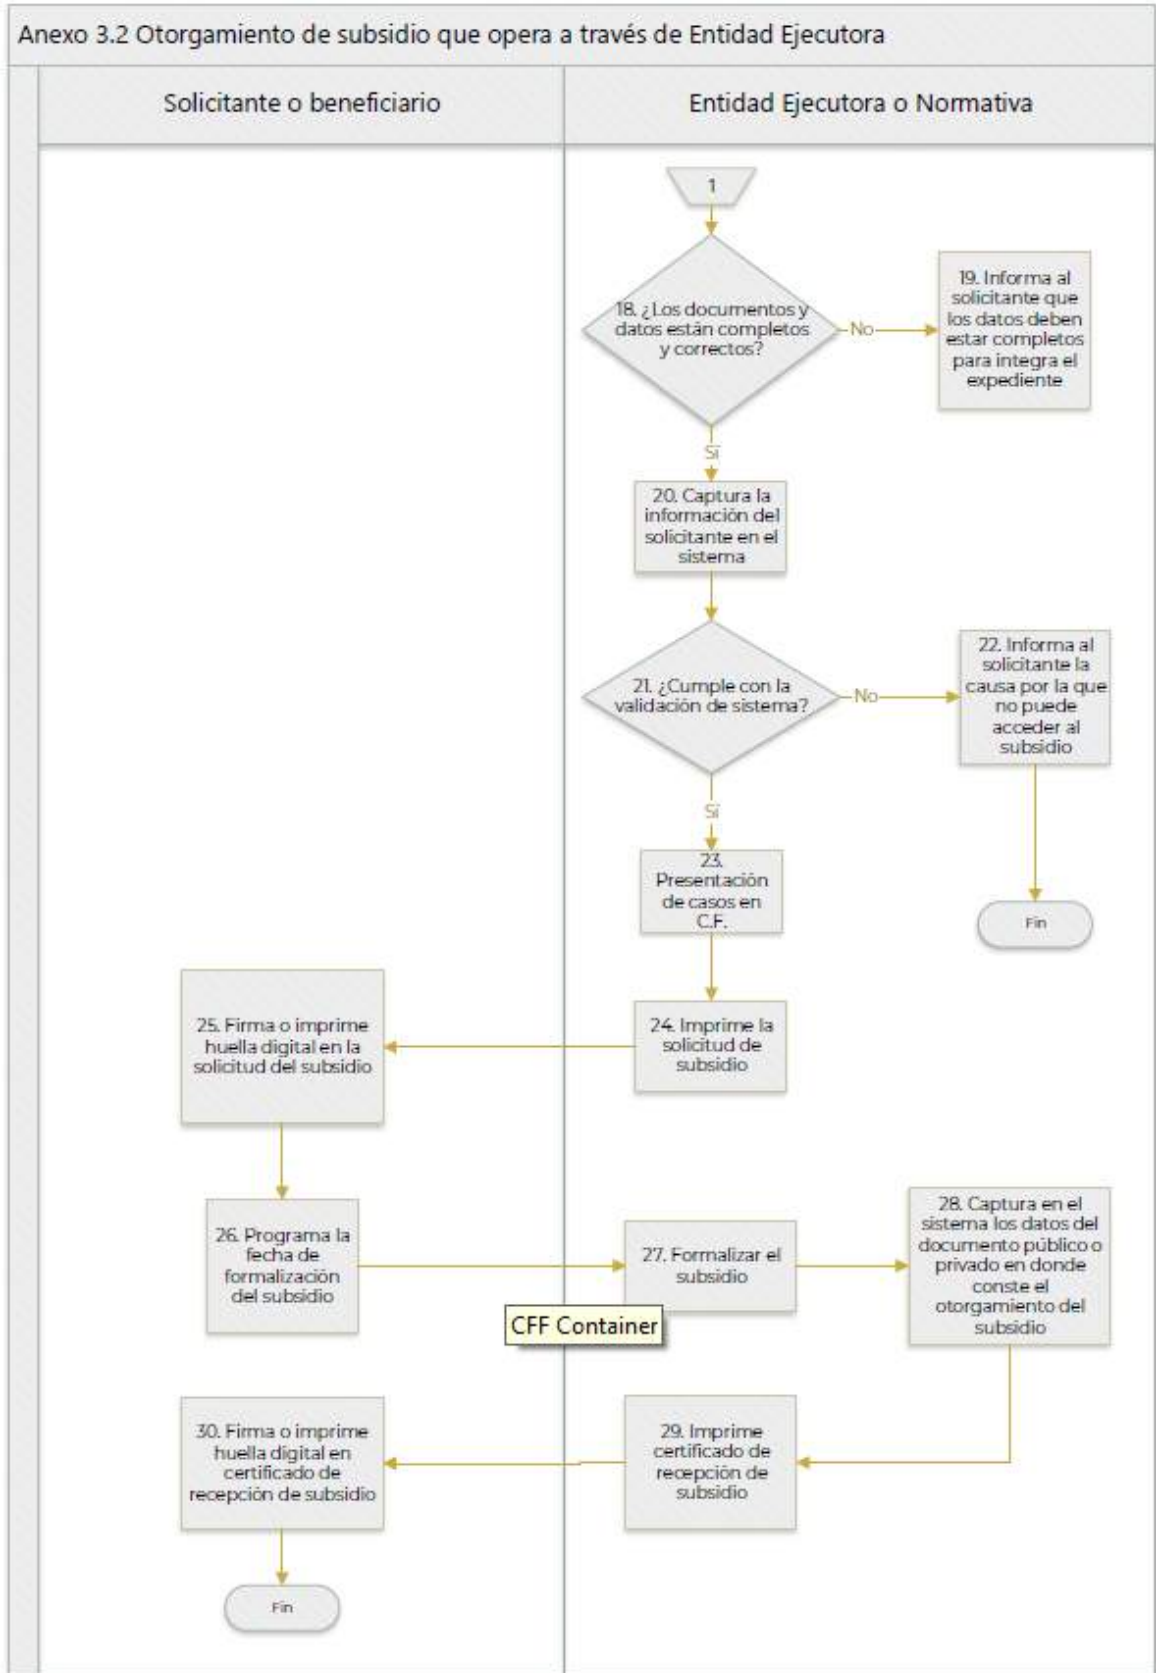 Anexo 3.2 Otorgamiento de subsidio que opera a través de Entidad Ejecutora
Solicitante o beneficiario
Entidad Ejecutora o Normativa
1
18. ¿Los documentos y
datos están completos
y correctos?
No
19. Informa al
solicitante que
los datos deben
estar completos
para integra el
expediente
Sí
20. Captura la
información del
solicitante en el
sistema
21. ¿Cumple con la
validación de sistema?
No
22. Informa al
solicitante la
causa por la que
no puede
acceder al
subsidio
Sí
23.
Presentación
de casos en
C.F.
Fin
24. Imprime la
solicitud de
subsidio
25. Firma o imprime
huella digital en la
solicitud del subsidio
26. Programa la
fecha de
formalización
del subsidio
27. Formalizar el
subsidio
28. Captura en el
sistema los datos del
documento público o
privado en donde
conste el
otorgamiento del
subsidio
CFF Container
29. Imprime
certificado de
recepción de
subsidio
30. Firma o imprime
huella digital en
certificado de
recepción de subsidio
Fin